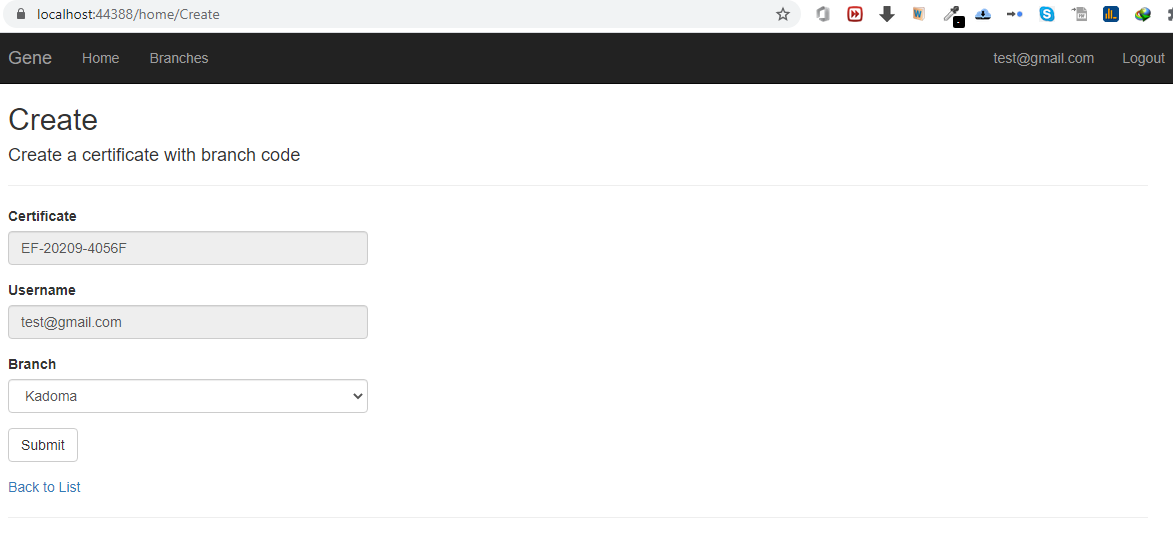 localhost:44388/home/Create
Gene Home Branches test@gmail.com Logout
Create
Create a certificate with branch code
Certificate
EF-20209-4056F
Username
test@gmail.com
Branch
Kadoma
Submit
Back to List